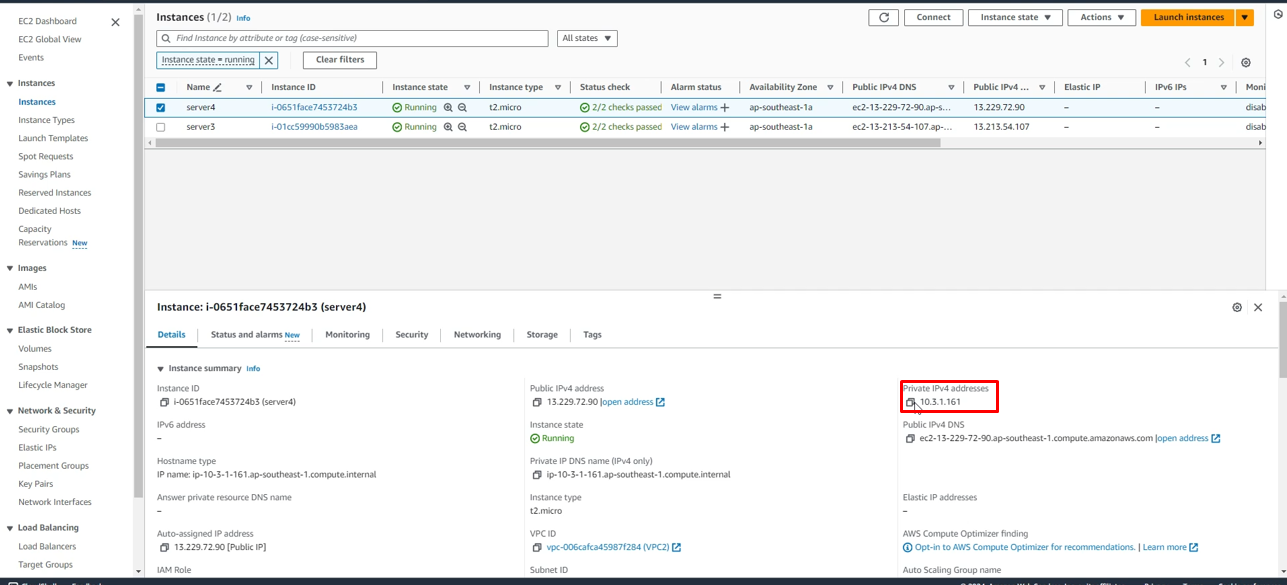 EC2 Dashboard
EC2 Global View
Events
Instances
Instances
Instance Types
Launch Templates
Spot Requests
Savings Plans
Reserved Instances
Dedicated Hosts
Capacity
Reservations New
Images
AMIs
AMI Catalog
Elastic Block Store
Volumes
Snapshots
Lifecycle Manager
Network & Security
Security Groups
Elastic IPs
Placement Groups
Key Pairs
Network Interfaces
Load Balancing
Load Balancers
Target Groups
Instances (1/2) Info
Connect Instance state Actions Launch instances
Find Instance by attribute or tag (case-sensitive) All states
Instance state = running Clear filters
1
Name Instance ID Instance state Instance type Status check Alarm status Availability Zone Public IPv4 DNS Public IPv4 ... Elastic IP IPv6 IPs Moni
server4 i-0651face7453724b3 Running t2.micro 2/2 checks passed View alarms + ap-southeast-1a ec2-13-229-72-90.ap-s... 13.229.72.90 – – disab
server3 i-01cc59990b5983aea Running t2.micro 2/2 checks passed View alarms + ap-southeast-1a ec2-13-213-54-107.ap-... 13.213.54.107 – – disab
Instance: i-0651face7453724b3 (server4)
Details Status and alarms New Monitoring Security Networking Storage Tags
Instance summary Info
Instance ID
i-0651face7453724b3 (server4)
Public IPv4 address
13.229.72.90 |open address
Private IPv4 addresses
10.3.1.161
IPv6 address
–
Instance state
Running
Public IPv4 DNS
ec2-13-229-72-90.ap-southeast-1.compute.amazonaws.com |open address
Hostname type
IP name: ip-10-3-1-161.ap-southeast-1.compute.internal
Private IP DNS name (IPv4 only)
ip-10-3-1-161.ap-southeast-1.compute.internal
Answer private resource DNS name
–
Instance type
t2.micro
Elastic IP addresses
–
Auto-assigned IP address
13.229.72.90 [Public IP]
VPC ID
vpc-006cafca45987f284 (VPC2)
AWS Compute Optimizer finding
Opt-in to AWS Compute Optimizer for recommendations. | Learn more
IAM Role
Subnet ID
Auto Scaling Group name